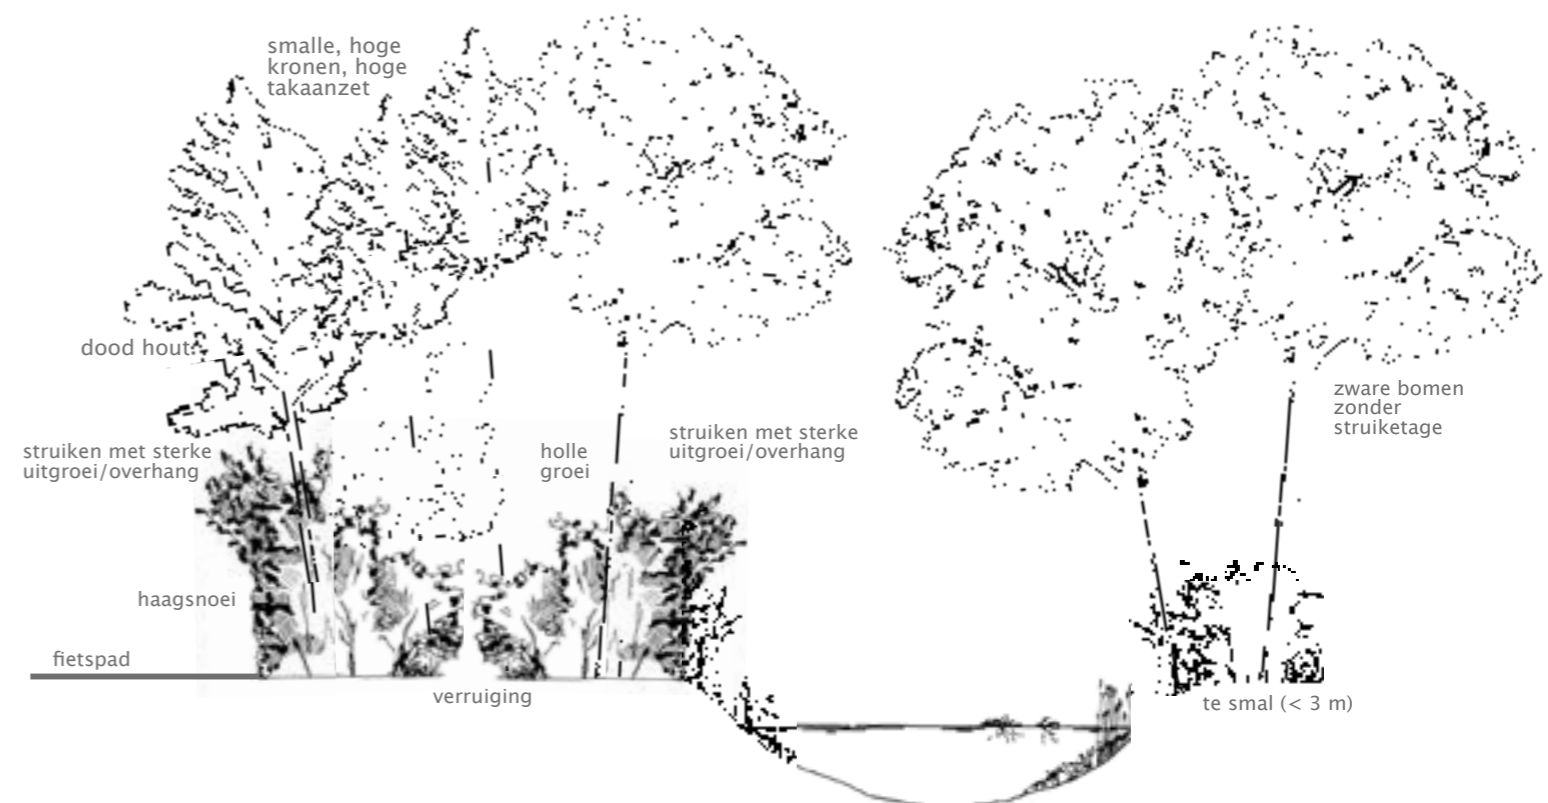 smalle, hoge
kronen, hoge
takaanzet
dood hout
struiken met sterke
uitgroei/overhang
holle
groei
struiken met sterke
uitgroei/overhang
zware bomen
zonder
struiketage
haagsnoei
fietspad
verruiging
te smal (< 3 m)